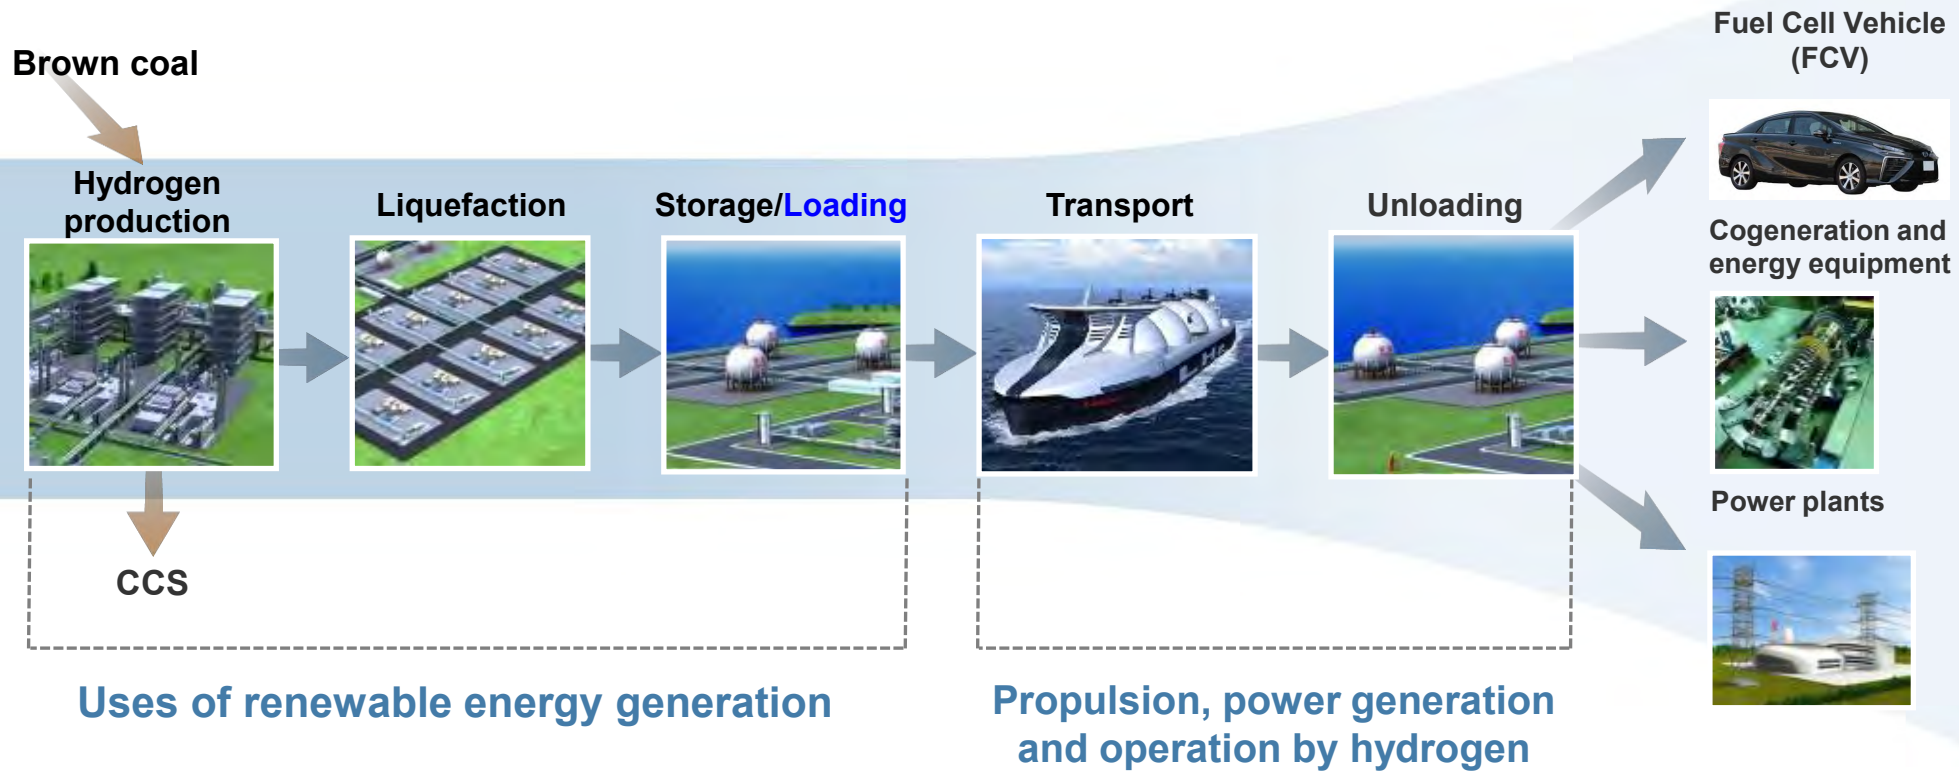 Brown coal
Hydrogen
production
Liquefaction
Storage/Loading
Transport
Unloading
Fuel Cell Vehicle
(FCV)
Cogeneration and
energy equipment
Power plants
CCS
Uses of renewable energy generation
Propulsion, power generation
and operation by hydrogen